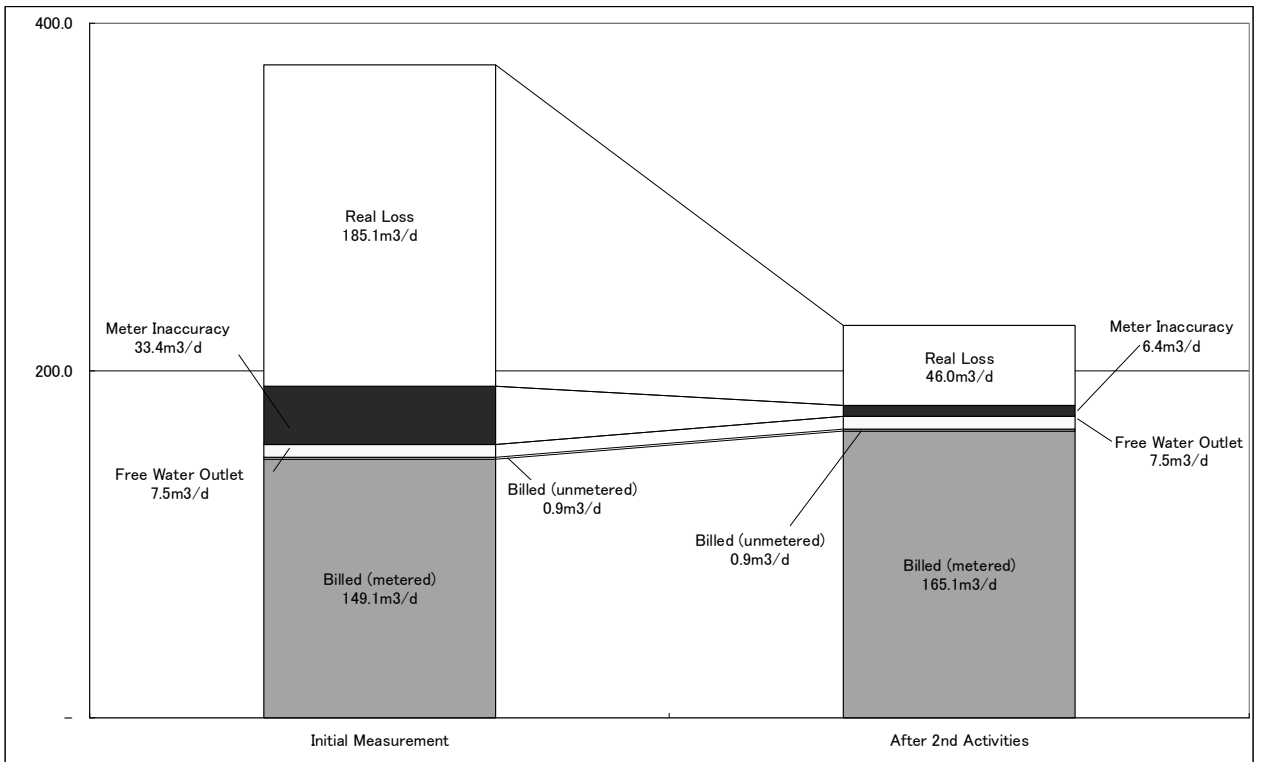 400.0
200.0
–
Real Loss
185.1m3/d
Meter Inaccuracy
33.4m3/d
Free Water Outlet
7.5m3/d
Billed (unmetered)
0.9m3/d
Billed (metered)
149.1m3/d
Real Loss
46.0m3/d
Meter Inaccuracy
6.4m3/d
Free Water Outlet
7.5m3/d
Billed (unmetered)
0.9m3/d
Billed (metered)
165.1m3/d
Initial Measurement
After 2nd Activities